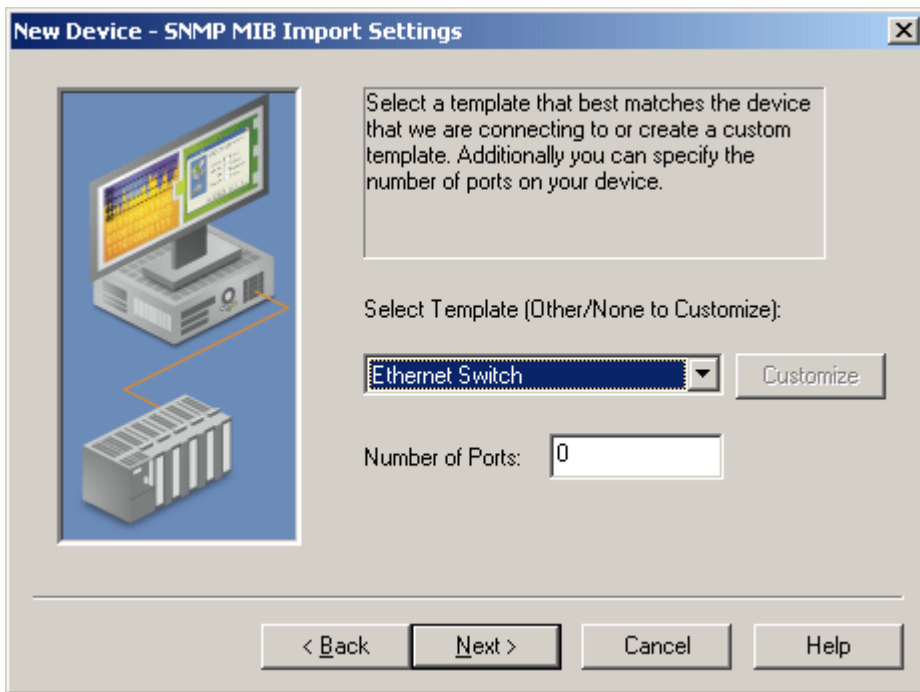 New Device - SNMP MIB Import Settings
Select a template that best matches the device
that we are connecting to or create a custom
template. Additionally you can specify the
number of ports on your device.
Select Template (Other/None to Customize):
Ethernet Switch
Customize
Number of Ports:
0
< Back
Next >
Cancel
Help